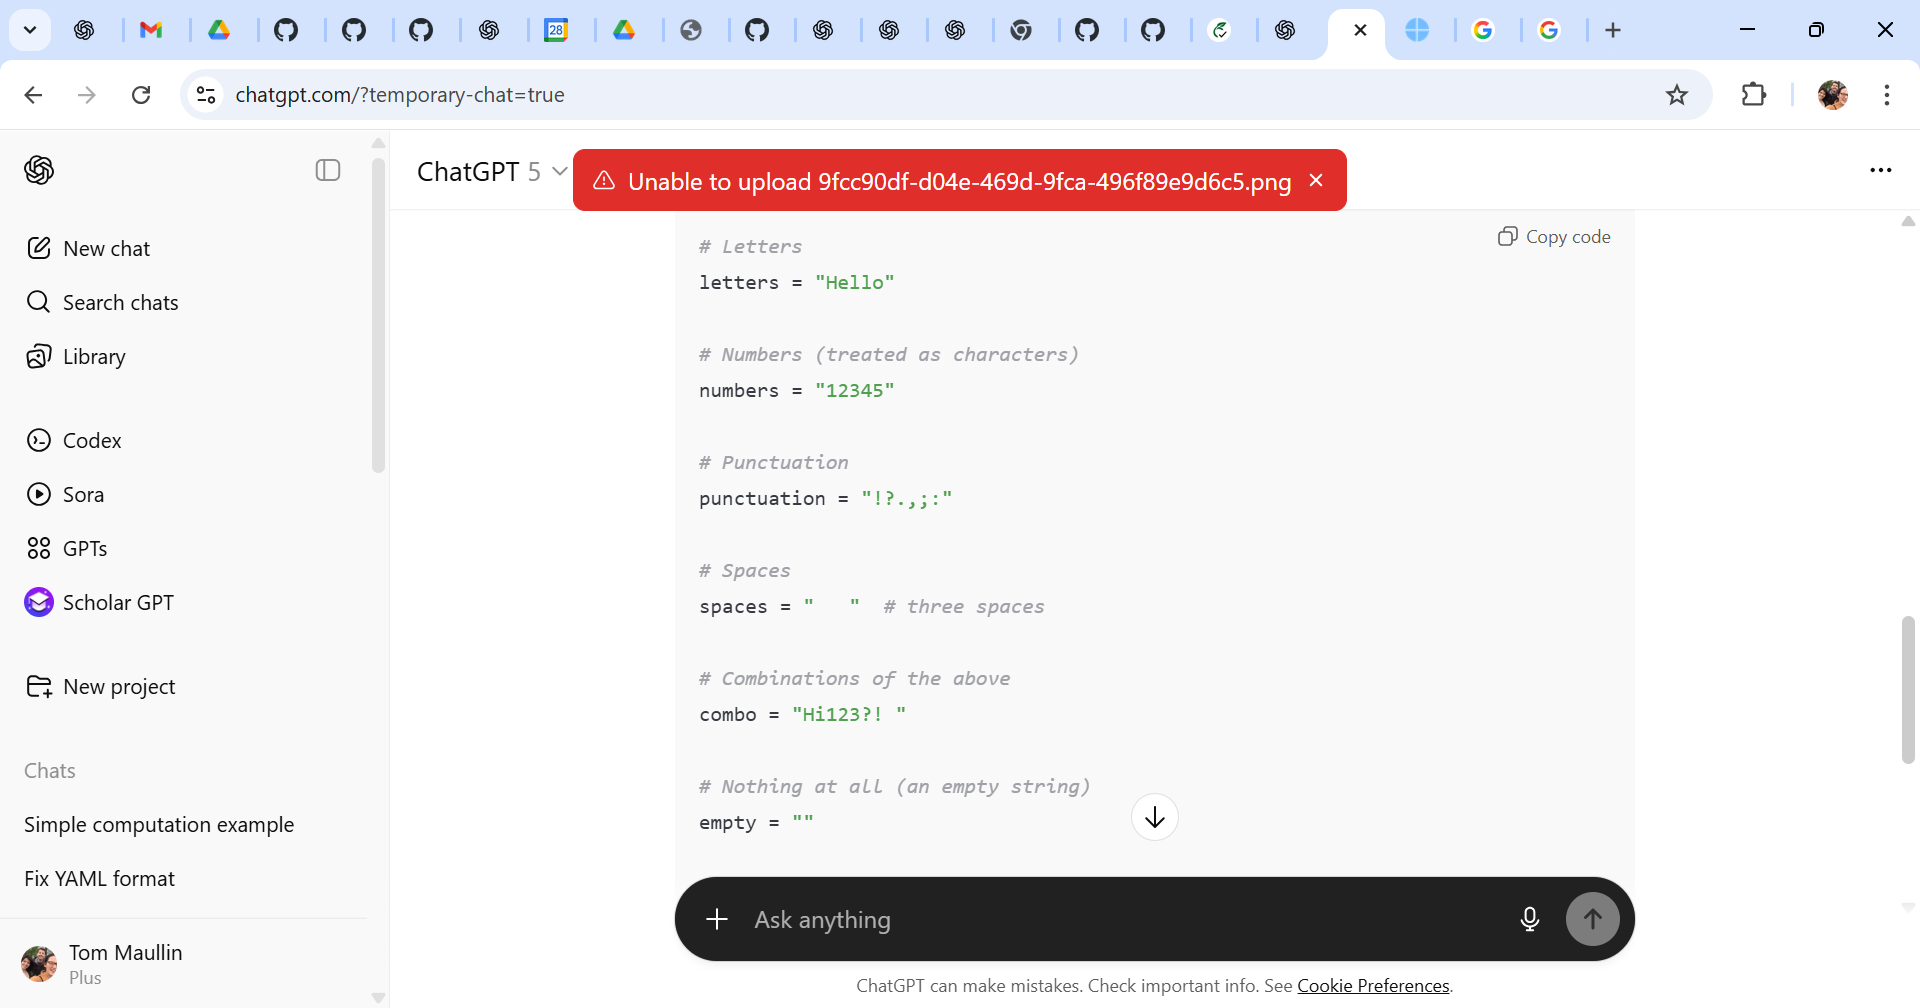 28
chatgpt.com/?temporary-chat=true
ChatGPT 5
Unable to upload 9fcc90df-d04e-469d-9fca-496f89e9d6c5.png
New chat
Search chats
Library
Codex
Sora
GPTs
Scholar GPT
New project
Chats
Simple computation example
Fix YAML format
Tom Maullin
Plus
Copy code
# Letters
letters = "Hello"
# Numbers (treated as characters)
numbers = "12345"
# Punctuation
punctuation = "!?.,;:"
# Spaces
spaces = "   "  # three spaces
# Combinations of the above
combo = "Hi123?! "
# Nothing at all (an empty string)
empty = ""
Ask anything
ChatGPT can make mistakes. Check important info. See Cookie Preferences.